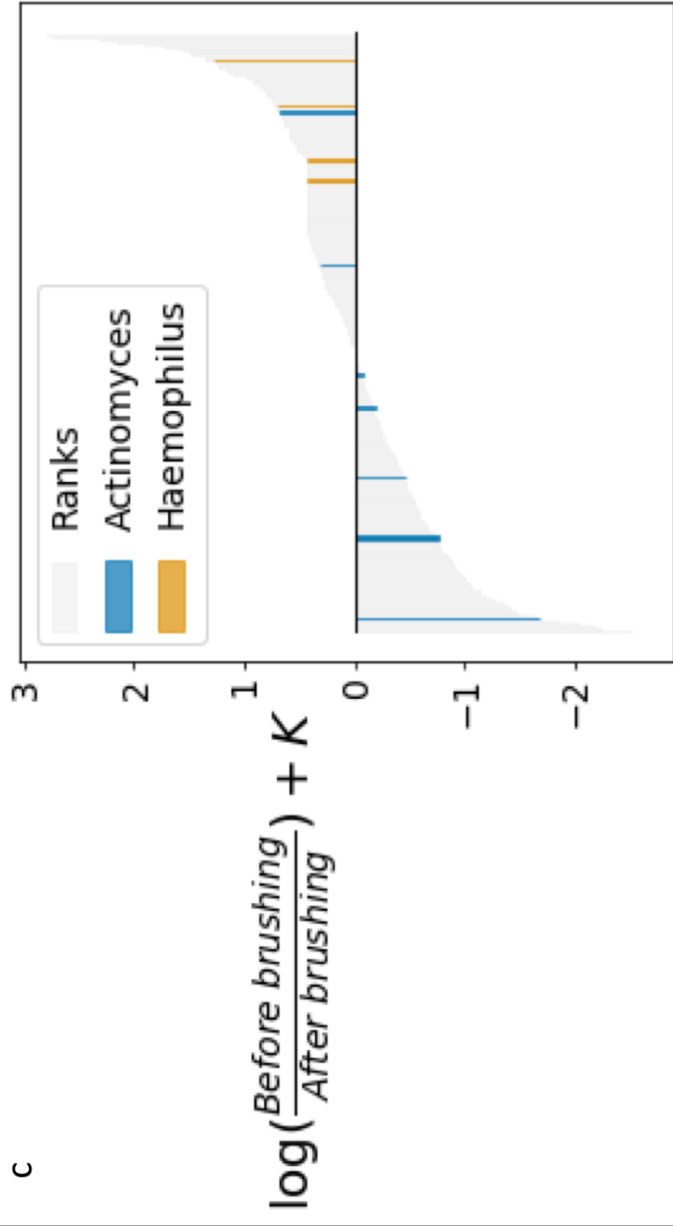 c
log(Before brushing/After brushing) + K
3
2
1
0
−1
−2
Ranks
Actinomyces
Haemophilus